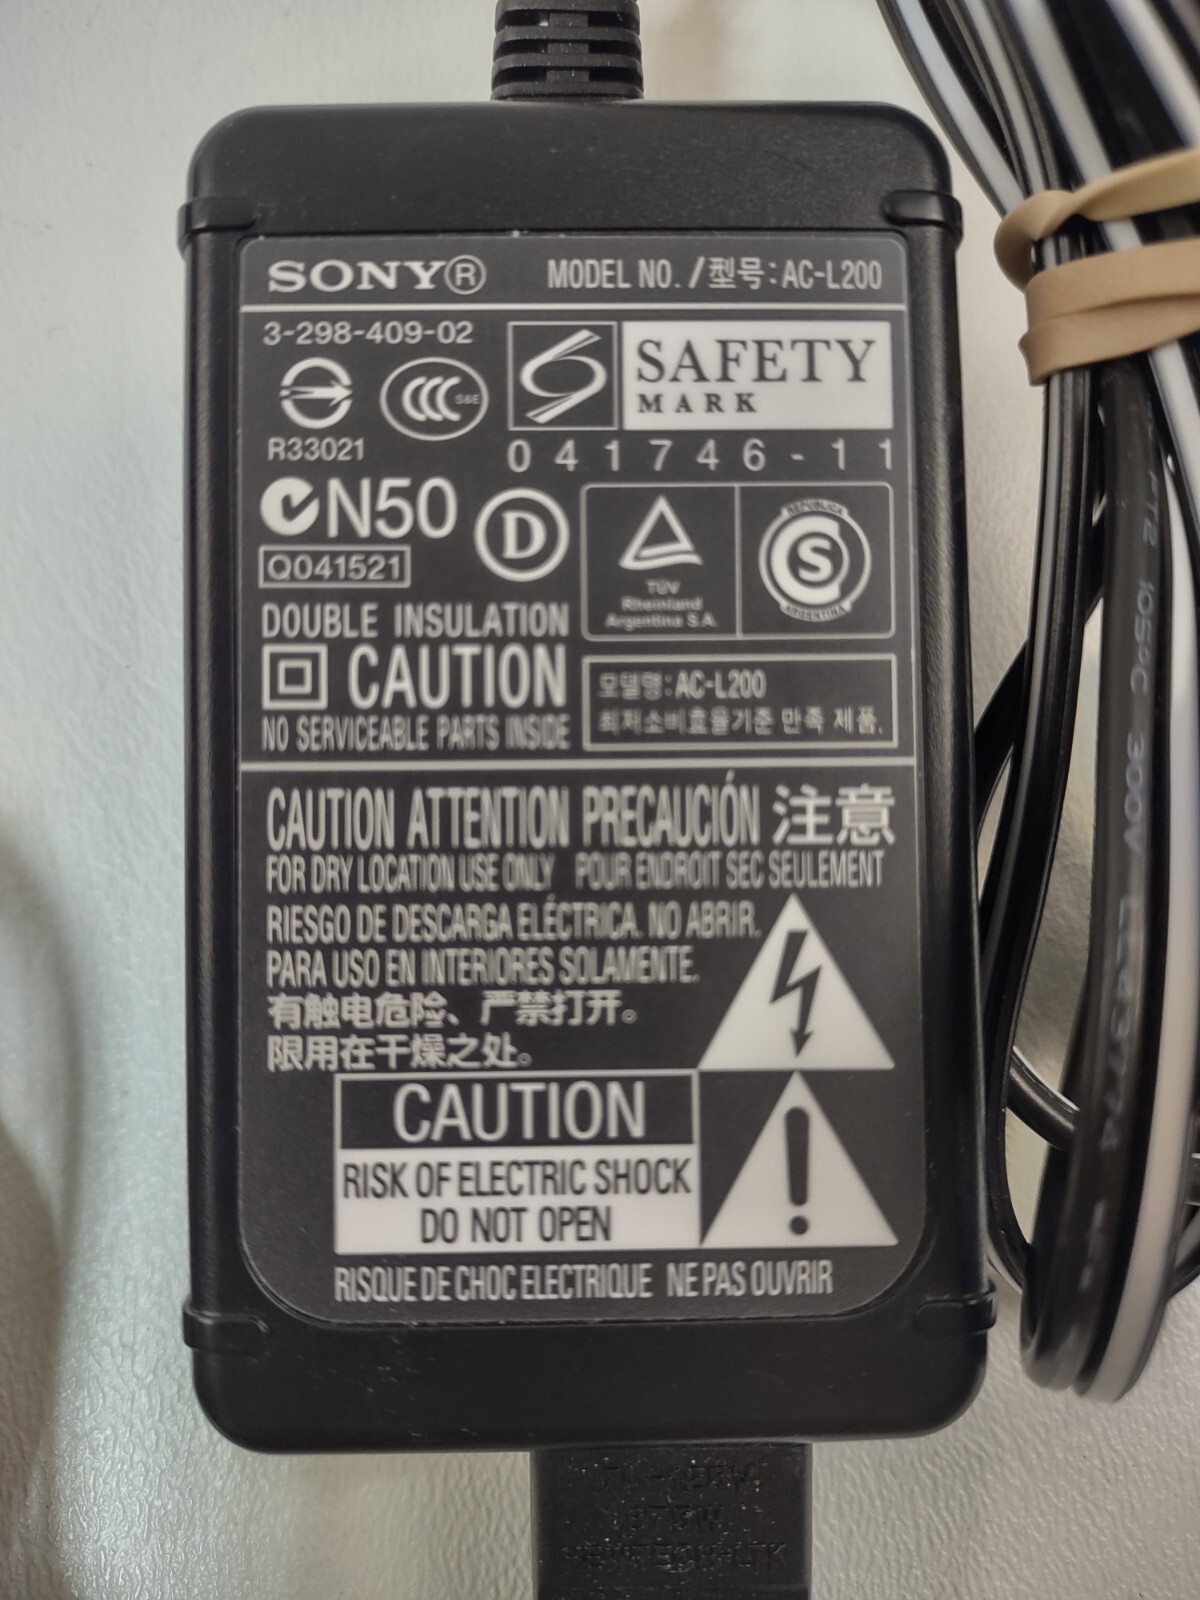 SONY® MODEL NO./型号:AC-L200
3-298-409-02
SAFETY
MARK
CCC S&E
R33021
041746-11
N50
D
Q041521
TÜV
Rheinland
Argentina S.A.
REPUBLICA
S
ARGENTINA
DOUBLE INSULATION
CAUTION
NO SERVICEABLE PARTS INSIDE
모델명:AC-L200
최저소비효율기준 만족 제품.
CAUTION ATTENTION PRECAUCIÓN 注意
FOR DRY LOCATION USE ONLY POUR ENDROIT SEC SEULEMENT
RIESGO DE DESCARGA ELÉCTRICA. NO ABRIR.
PARA USO EN INTERIORES SOLAMENTE.
有触电危险、严禁打开。
限用在干燥之处。
CAUTION
RISK OF ELECTRIC SHOCK
DO NOT OPEN
RISQUE DE CHOC ELECTRIQUE NE PAS OUVRIR
105°C 300V